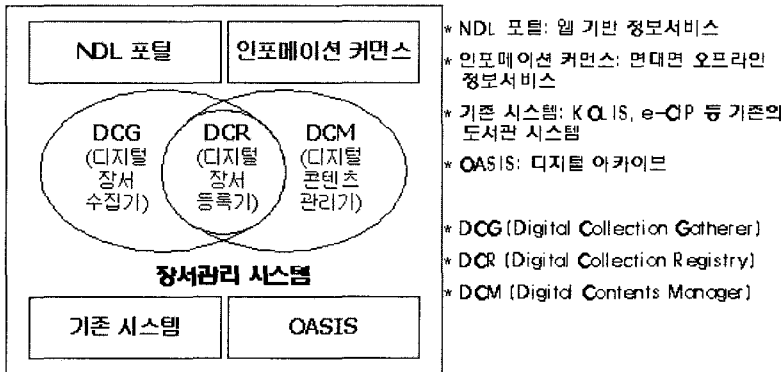 NDL 포털
인포메이션 커먼스
DCG
(디지털
장서
수집기)
DCR
(디지털
장서
등록기)
DCM
(디지털
콘텐츠
관리기)
장서관리 시스템
기존 시스템
OASIS
* NDL 포털: 웹 기반 정보서비스
* 인포메이션 커먼스: 면대면 오프라인
정보서비스
* 기존 시스템: KOLIS, e-CIP 등 기존의
도서관 시스템
* OASIS: 디지털 아카이브
* DCG (Digital Collection Gatherer)
* DCR (Digital Collection Registry)
* DCM (Digital Contents Manager)